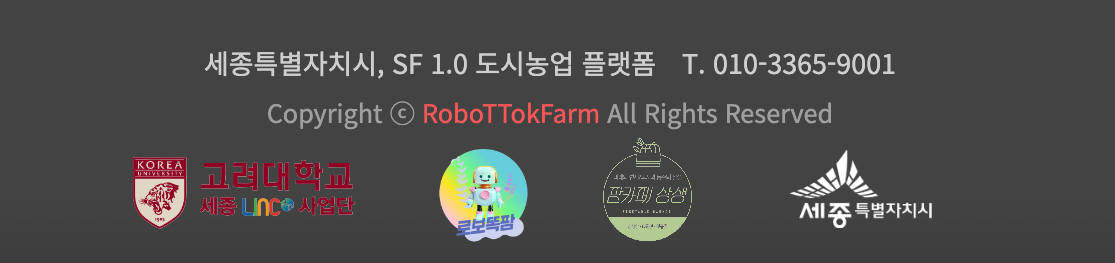 세종특별자치시, SF 1.0 도시농업 플랫폼 T. 010-3365-9001
Copyright ⓒ RoboTTokFarm All Rights Reserved
KOREA
UNIVERSITY
1905
고려대학교
세종 LINC 사업단
로보똑팜
팜카페 상생
세종특별자치시